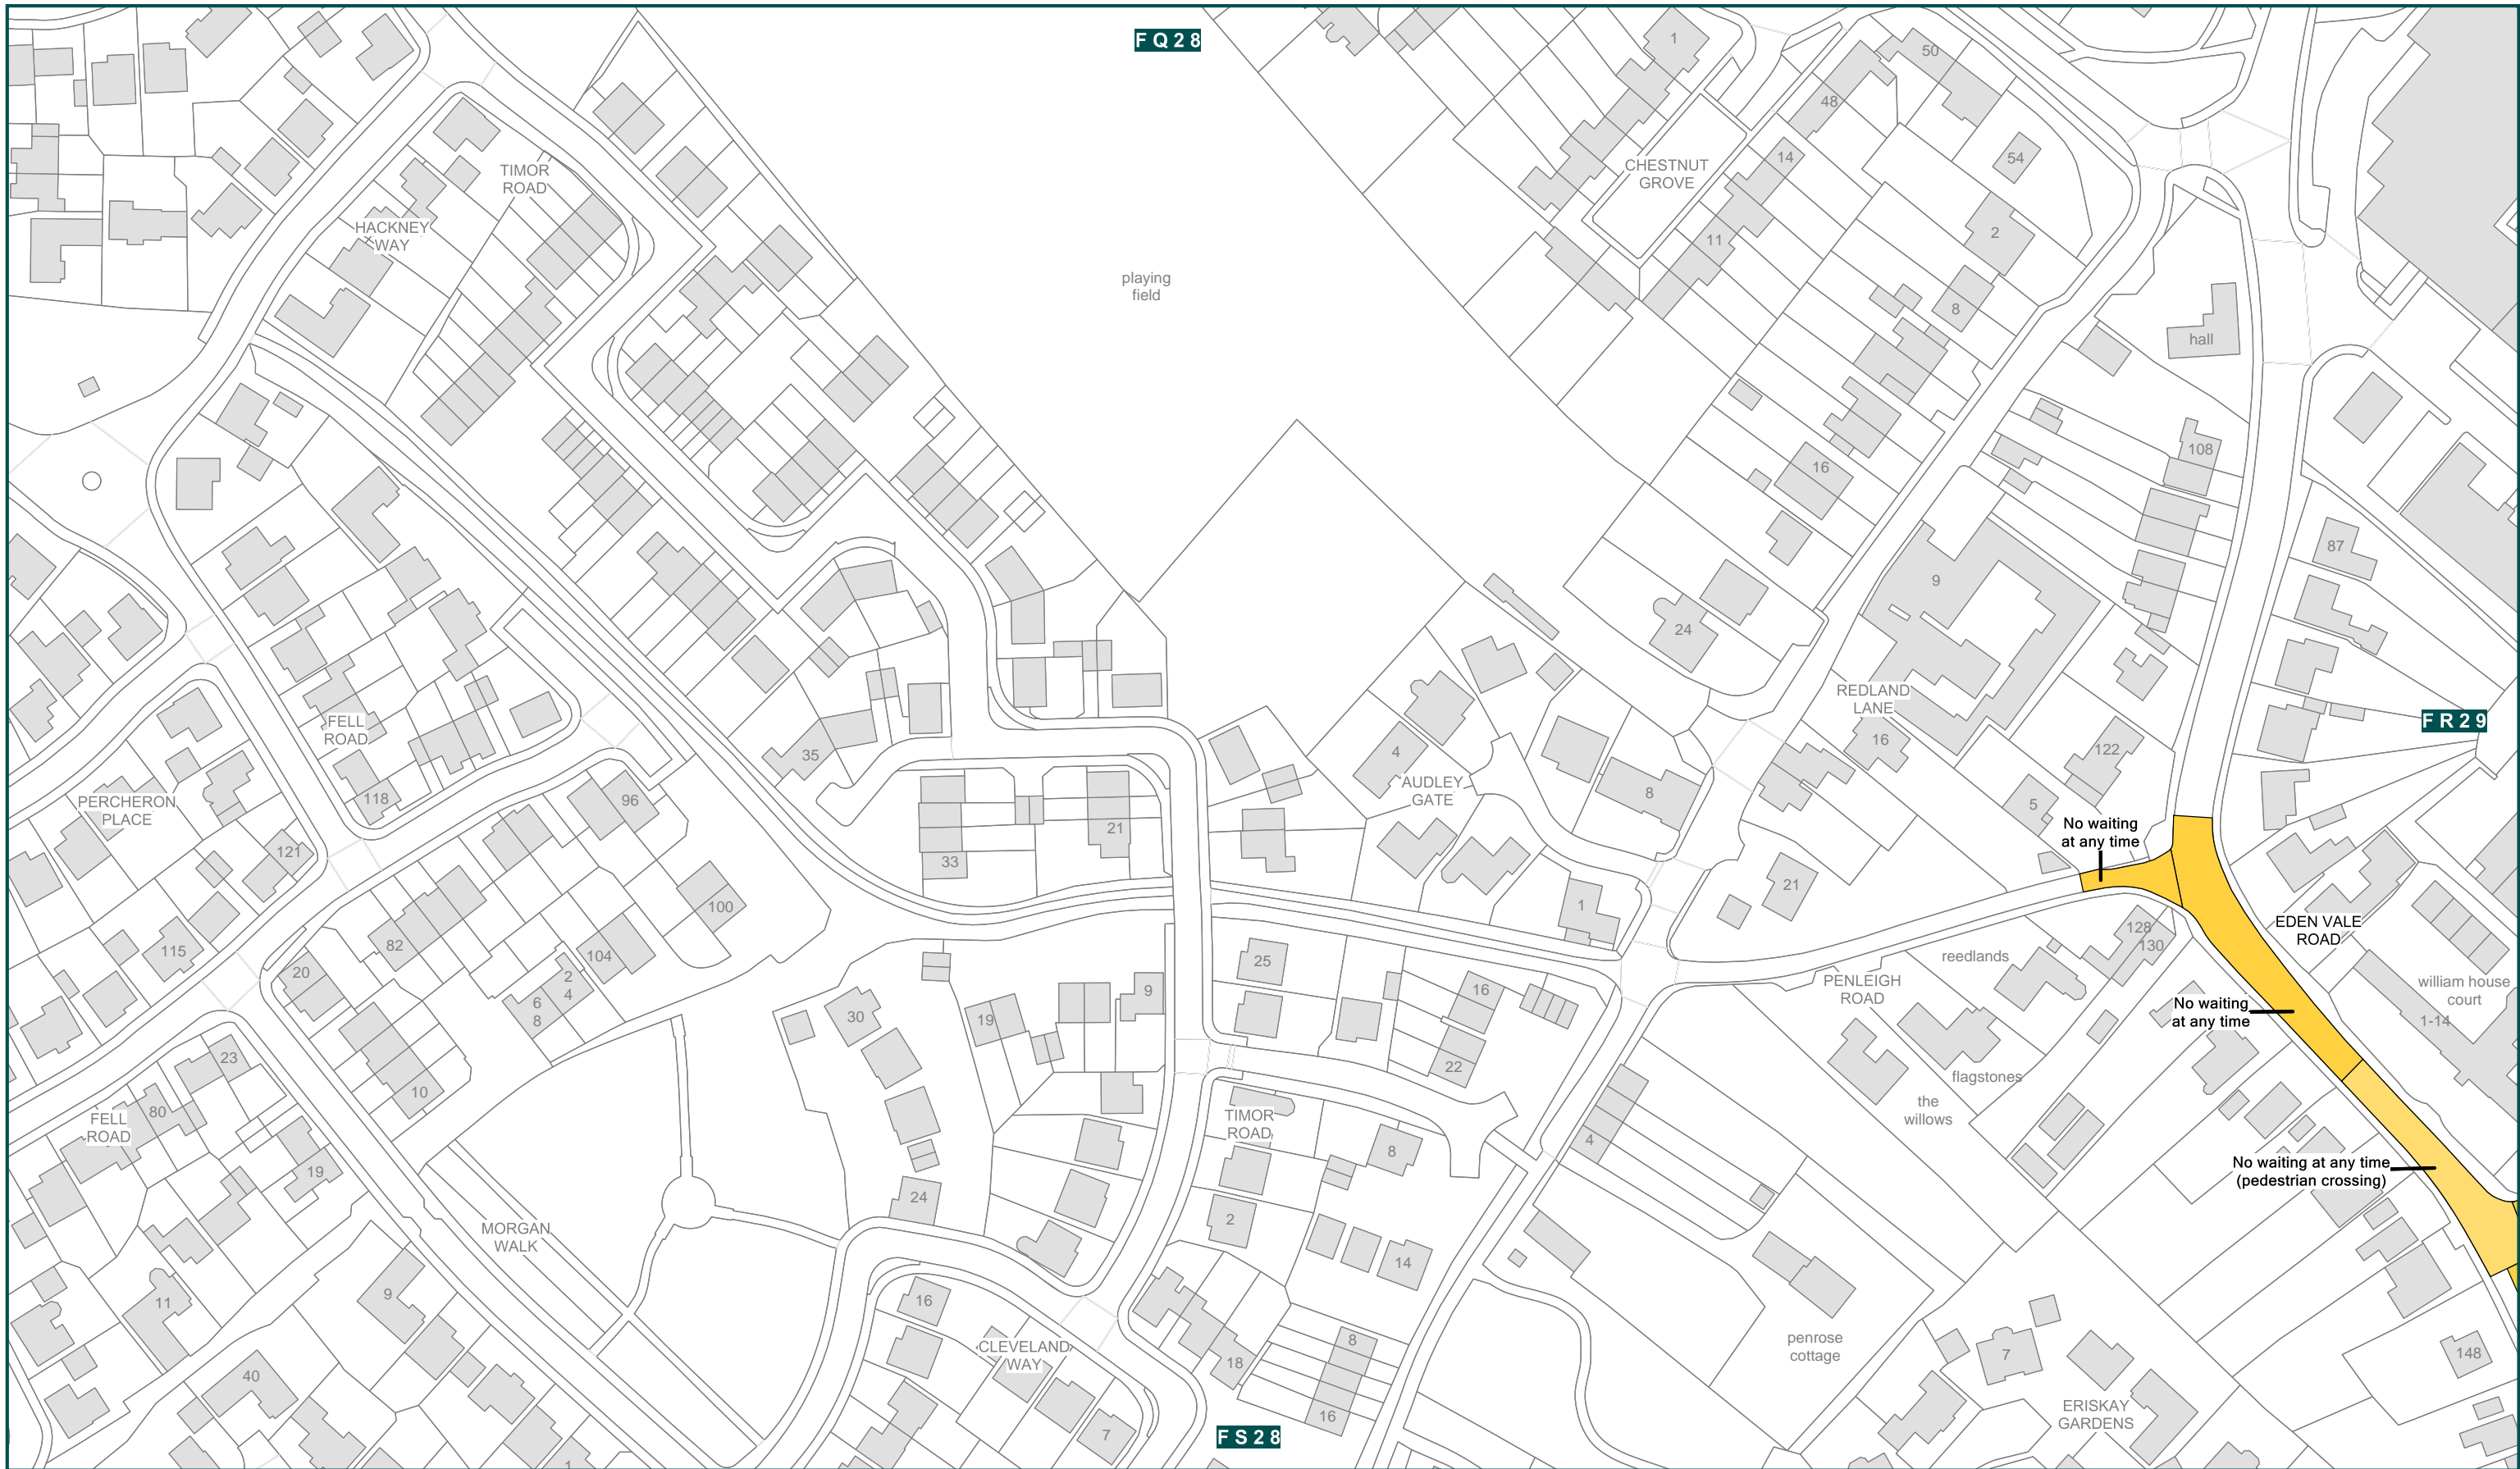 FQ28
1
50
48
14
54
CHESTNUT
GROVE
TIMOR
ROAD
HACKNEY
WAY
11
2
playing
field
8
hall
108
16
87
9
24
REDLAND
LANE
16
FR29
FELL
ROAD
35
4
AUDLEY
GATE
8
122
5
PERCHERON
PLACE
118
96
21
33
121
No waiting
at any time
21
100
1
115
82
104
128
130
EDEN VALE
ROAD
25
reedlands
20
2
4
6
8
30
19
9
16
PENLEIGH
ROAD
william house
court
1-14
No waiting
at any time
23
10
22
flagstones
80
FELL
ROAD
TIMOR
ROAD
the
willows
4
8
19
No waiting at any time
(pedestrian crossing)
24
2
MORGAN
WALK
14
11
9
16
CLEVELAND
WAY
8
18
penrose
cottage
7
148
40
16
ERISKAY
GARDENS
7
FS28
1